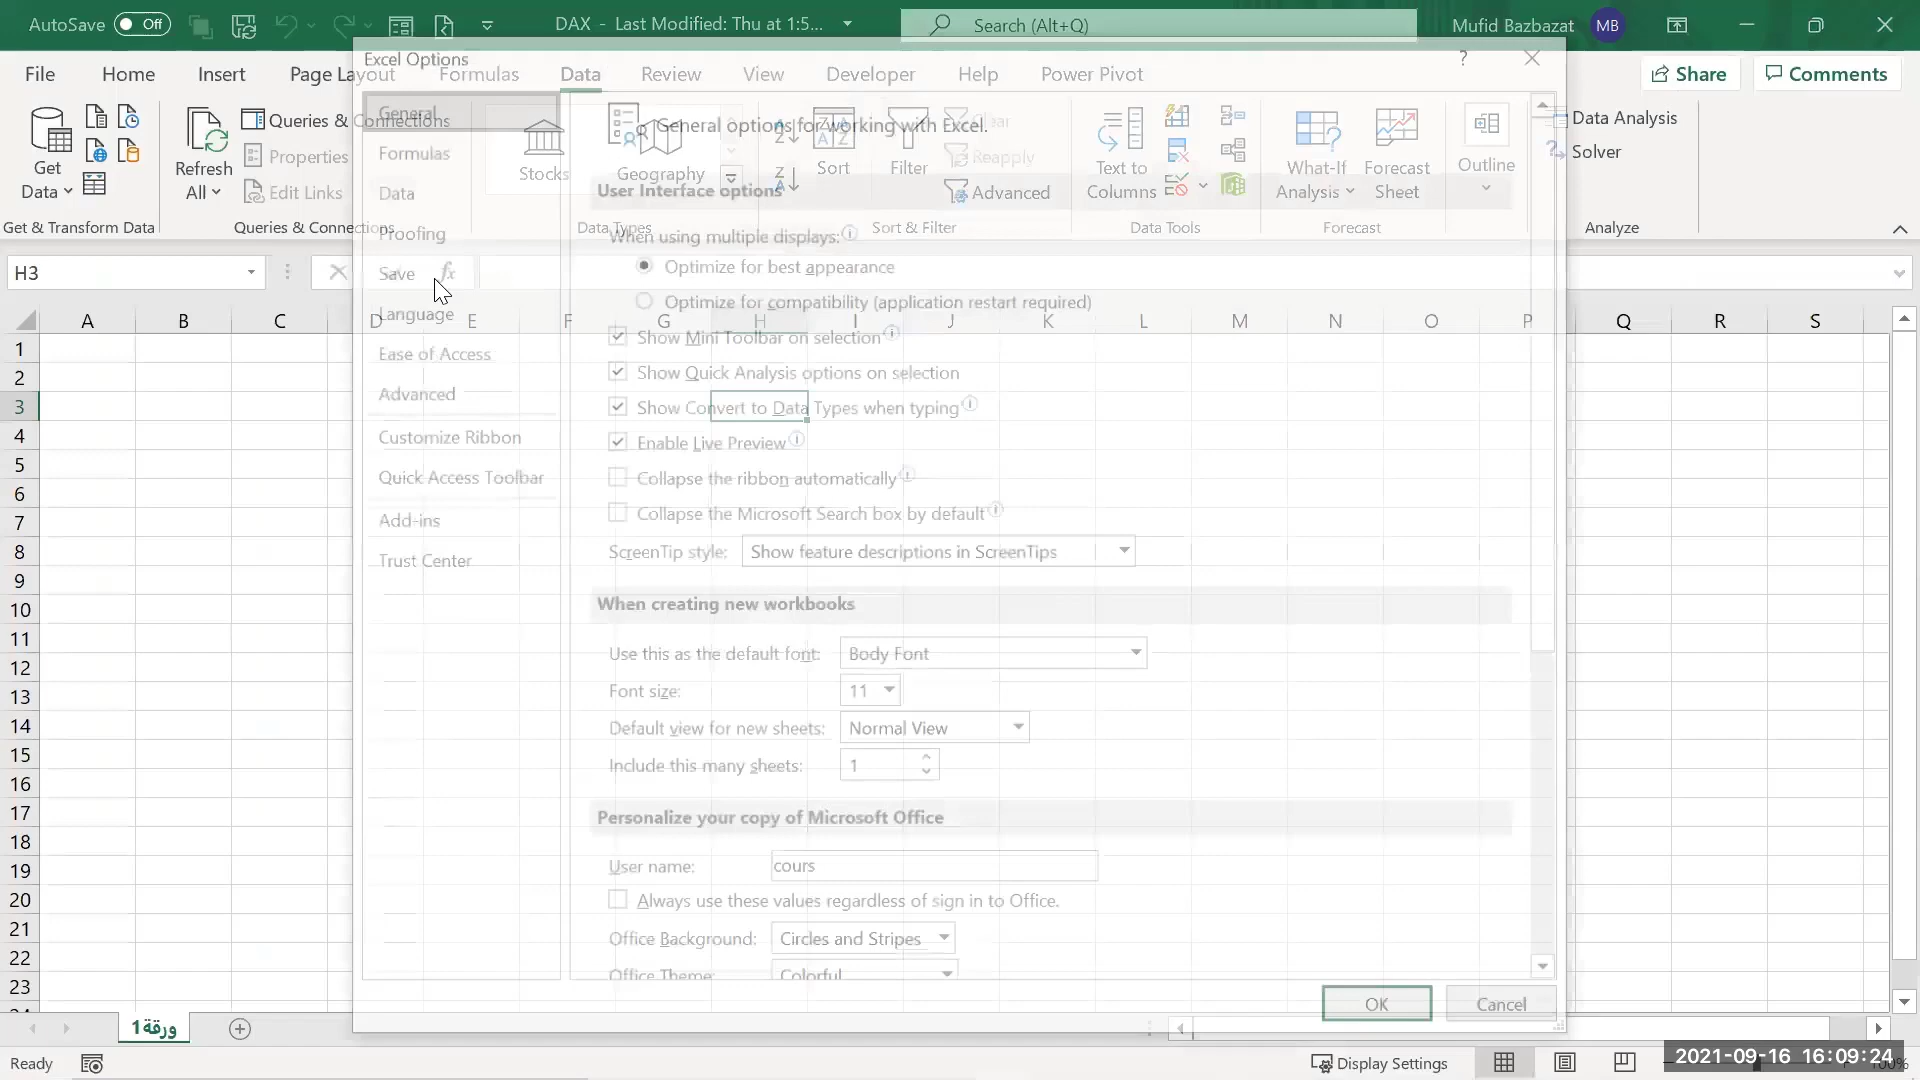 AutoSave Off
DAX - Last Modified: Thu at 1:5...
Search (Alt+Q)
Mufid Bazbazat MB
File Home Insert Page Layout Formulas Data Review View Developer Help Power Pivot
Share Comments
Get Data
Refresh All
Queries & Connections
Properties
Edit Links
Stocks
Geography
Sort
Filter
Clear
Reapply
Advanced
Text to Columns
What-If Analysis
Forecast Sheet
Outline
Data Analysis
Solver
Get & Transform Data
Queries & Connections
Data Types
Sort & Filter
Data Tools
Forecast
Analyze
H3
fx
A B C D E F G H I J K L M N O P Q R S
1
2
3
4
5
6
7
8
9
10
11
12
13
14
15
16
17
18
19
20
21
22
23
Excel Options
General
Formulas
Data
Proofing
Save
Language
Ease of Access
Advanced
Customize Ribbon
Quick Access Toolbar
Add-ins
Trust Center
General options for working with Excel.
User Interface options
When using multiple displays:
Optimize for best appearance
Optimize for compatibility (application restart required)
Show Mini Toolbar on selection
Show Quick Analysis options on selection
Show Convert to Data Types when typing
Enable Live Preview
Collapse the ribbon automatically
Collapse the Microsoft Search box by default
ScreenTip style: Show feature descriptions in ScreenTips
When creating new workbooks
Use this as the default font: Body Font
Font size: 11
Default view for new sheets: Normal View
Include this many sheets: 1
Personalize your copy of Microsoft Office
User name: cours
Always use these values regardless of sign in to Office.
Office Background: Circles and Stripes
Office Theme: Colorful
OK Cancel
ورقة1
Ready
Display Settings
2021-09-16 16:09:24